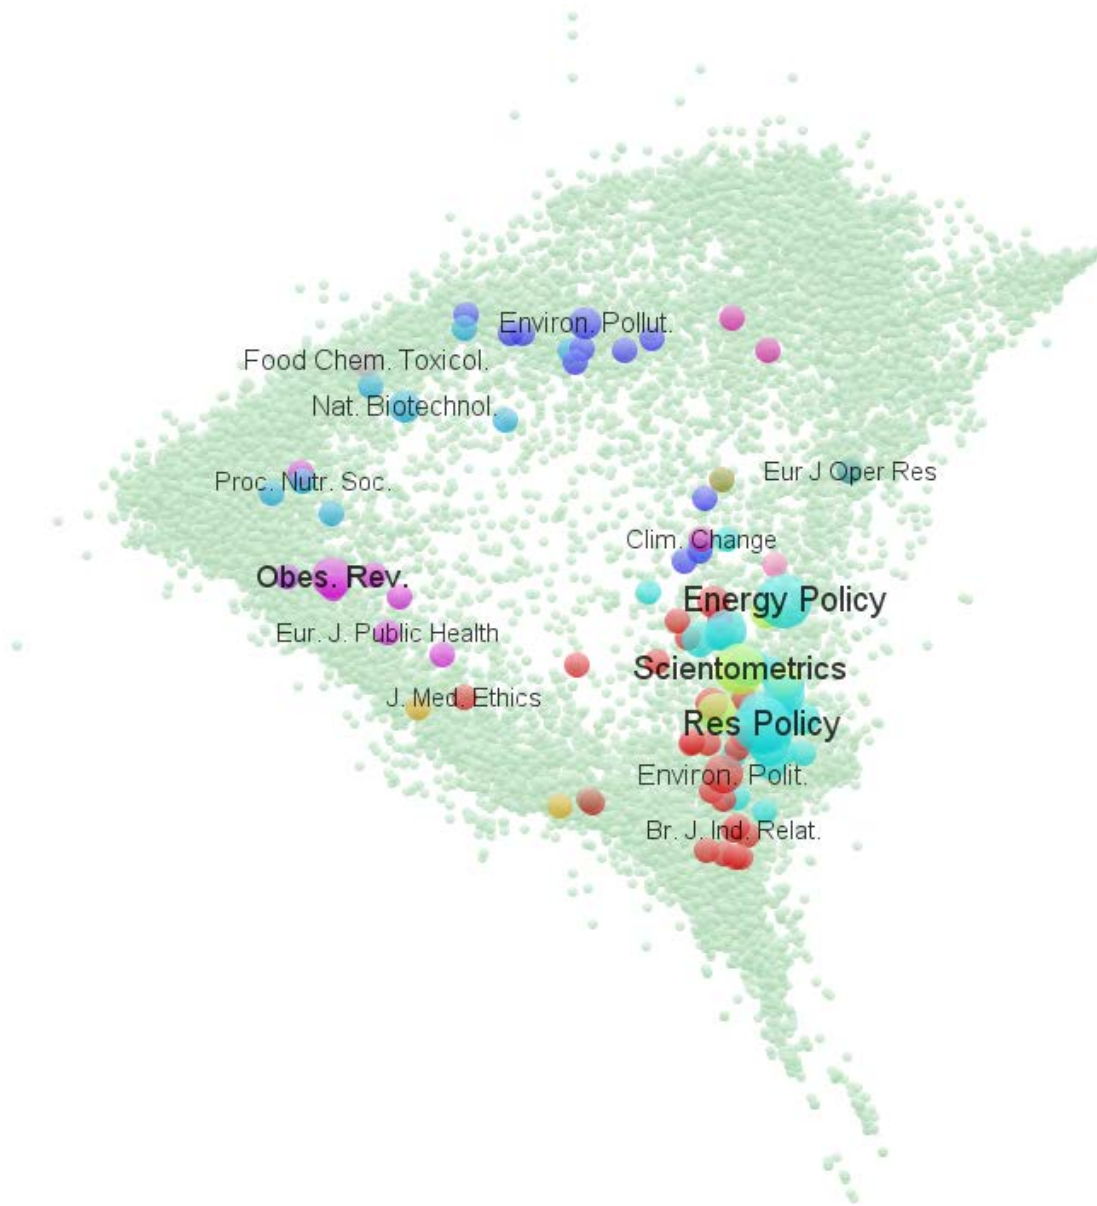 Environ. Pollut.
Food Chem. Toxicol.
Nat. Biotechnol.
Eur J Oper Res
Proc. Nutr. Soc.
Clim. Change
Obes. Rev.
Energy Policy
Eur. J. Public Health
Scientometrics
J. Med. Ethics
Res Policy
Environ. Polit.
Br. J. Ind. Relat.